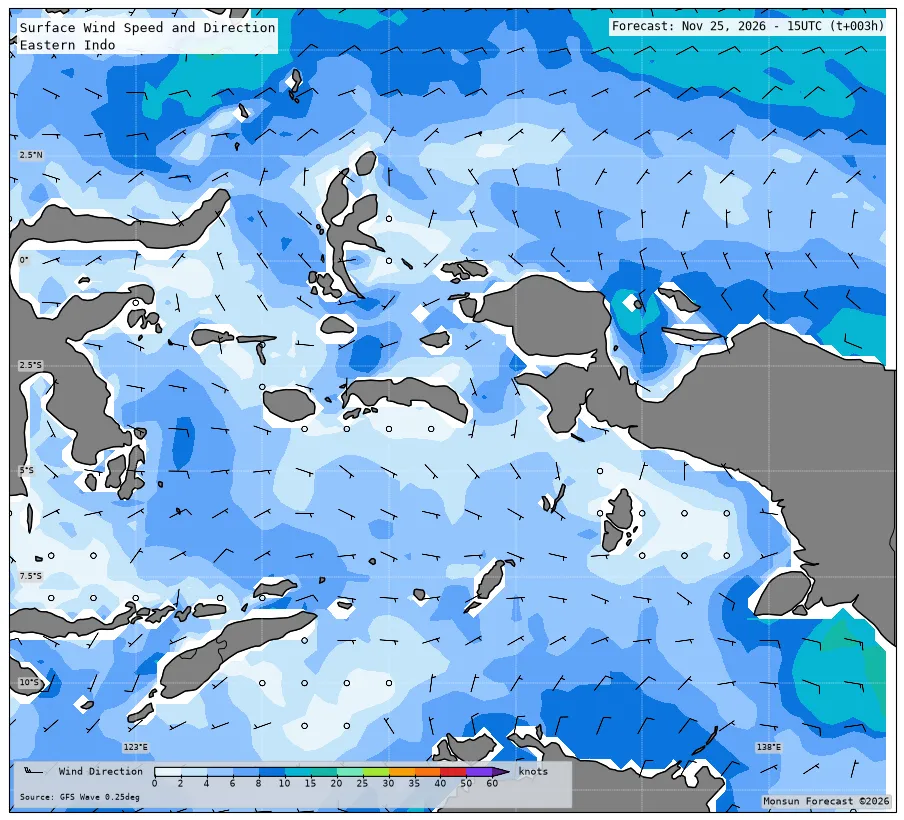 Surface Wind Speed and Direction
Eastern Indo
Forecast: Nov 25, 2026 - 15UTC (t+003h)
2.5°N
0°
2.5°S
5°S
7.5°S
10°S
123°E
138°E
Wind Direction
knots
0 2 4 6 8 10 15 20 25 30 35 40 50 60
Source: GFS Wave 0.25deg
Monsun Forecast ©2026